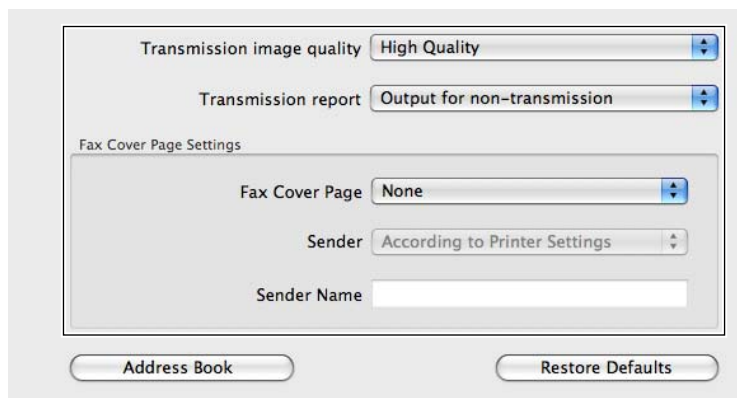 Transmission image quality High Quality
Transmission report Output for non-transmission
Fax Cover Page Settings
Fax Cover Page None
Sender According to Printer Settings
Sender Name
Address Book Restore Defaults